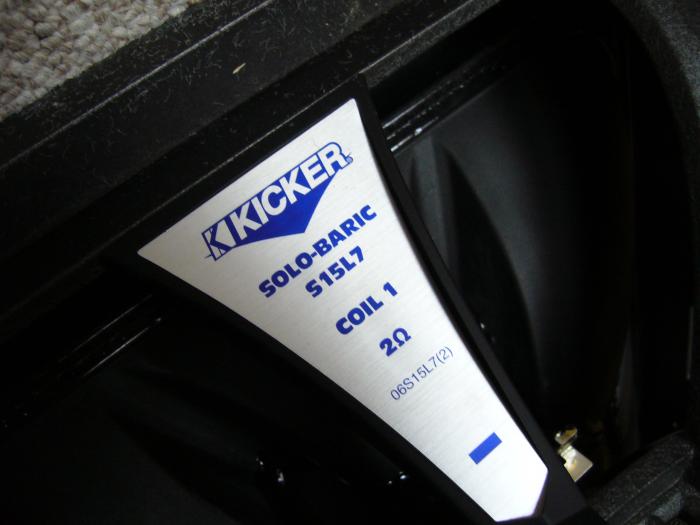 KICKER
SOLO-BARIC
S15L7
COIL 1
2Ω
06S15L7(2)